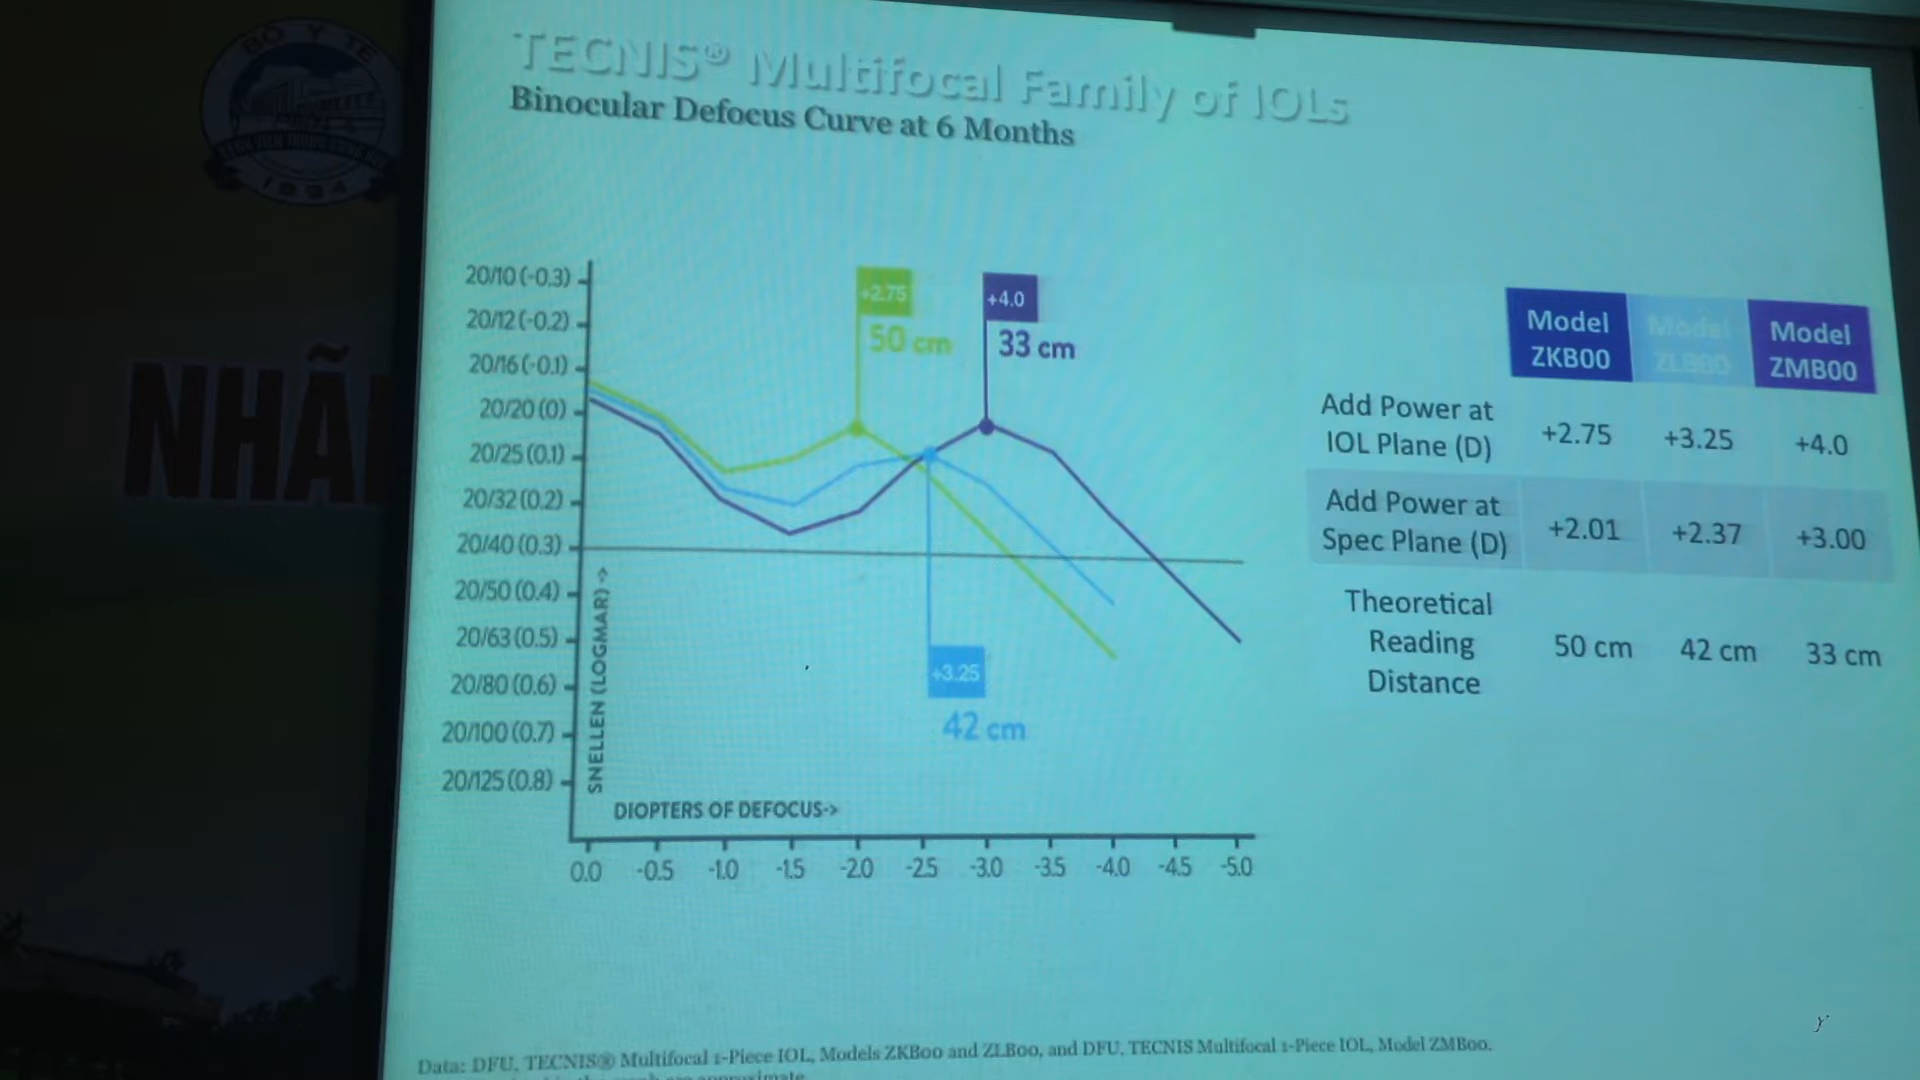 BỘ Y TẾ
1894
NHÃ
TECNIS® Multifocal Family of IOLs
Binocular Defocus Curve at 6 Months
20/10 (-0.3)
20/12 (-0.2)
20/16 (-0.1)
20/20 (0)
20/25 (0.1)
20/32 (0.2)
20/40 (0.3)
20/50 (0.4)
20/63 (0.5)
20/80 (0.6)
20/100 (0.7)
20/125 (0.8)
SNELLEN (LOGMAR)->
+2.75
50 cm
+4.0
33 cm
+3.25
42 cm
DIOPTERS OF DEFOCUS->
0.0 -0.5 -1.0 -1.5 -2.0 -2.5 -3.0 -3.5 -4.0 -4.5 -5.0
Model Model Model
ZKB00 ZLB00 ZMB00
Add Power at
IOL Plane (D) +2.75 +3.25 +4.0
Add Power at
Spec Plane (D) +2.01 +2.37 +3.00
Theoretical
Reading 50 cm 42 cm 33 cm
Distance
Data: DFU, TECNIS® Multifocal 1-Piece IOL, Models ZKB00 and ZLB00, and DFU, TECNIS Multifocal 1-Piece IOL, Model ZMB00.